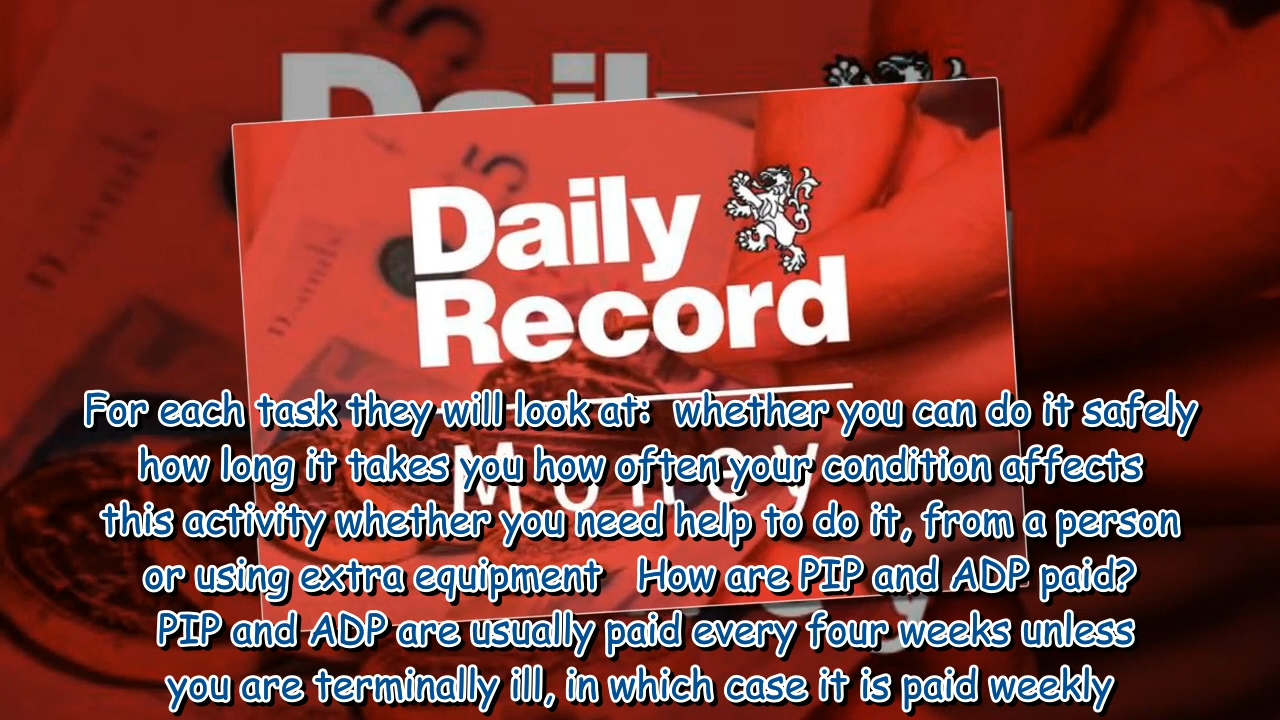 Daily
Daily
Record
Money
For each task they will look at:  whether you can do it safely
how long it takes you how often your condition affects
this activity whether you need help to do it, from a person
or using extra equipment   How are PIP and ADP paid?
PIP and ADP are usually paid every four weeks unless
you are terminally ill, in which case it is paid weekly